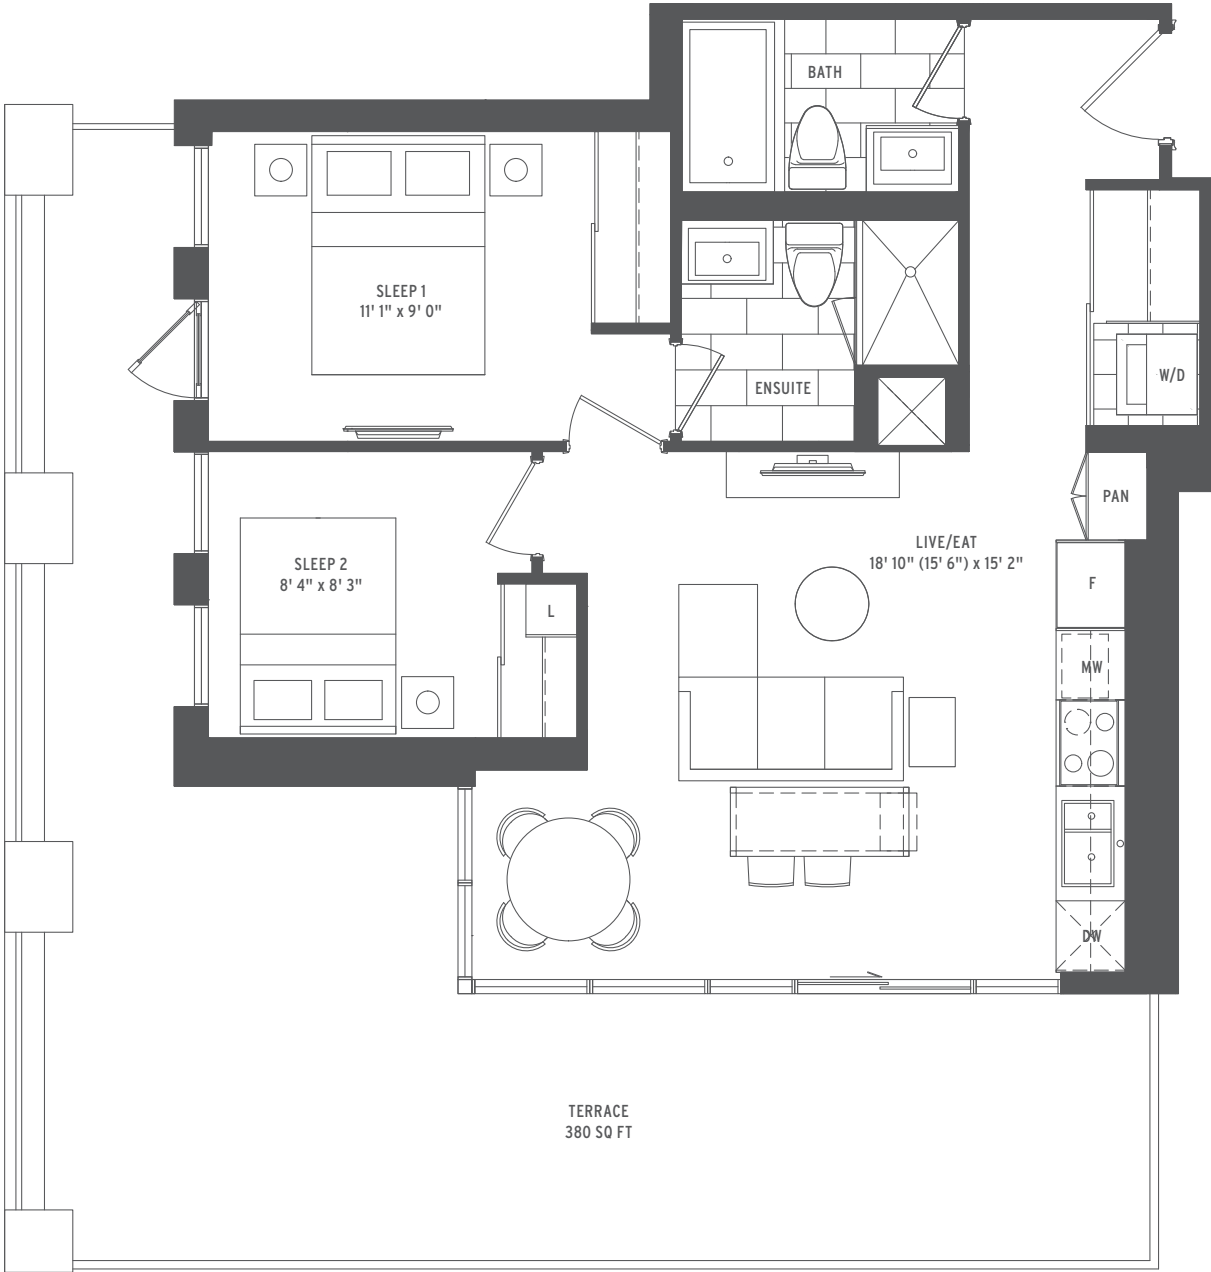 BATH
SLEEP 1
11' 1" x 9' 0"
W/D
ENSUITE
PAN
LIVE/EAT
18' 10" (15' 6") x 15' 2"
SLEEP 2
8' 4" x 8' 3"
F
L
MW
DW
TERRACE
380 SQ FT